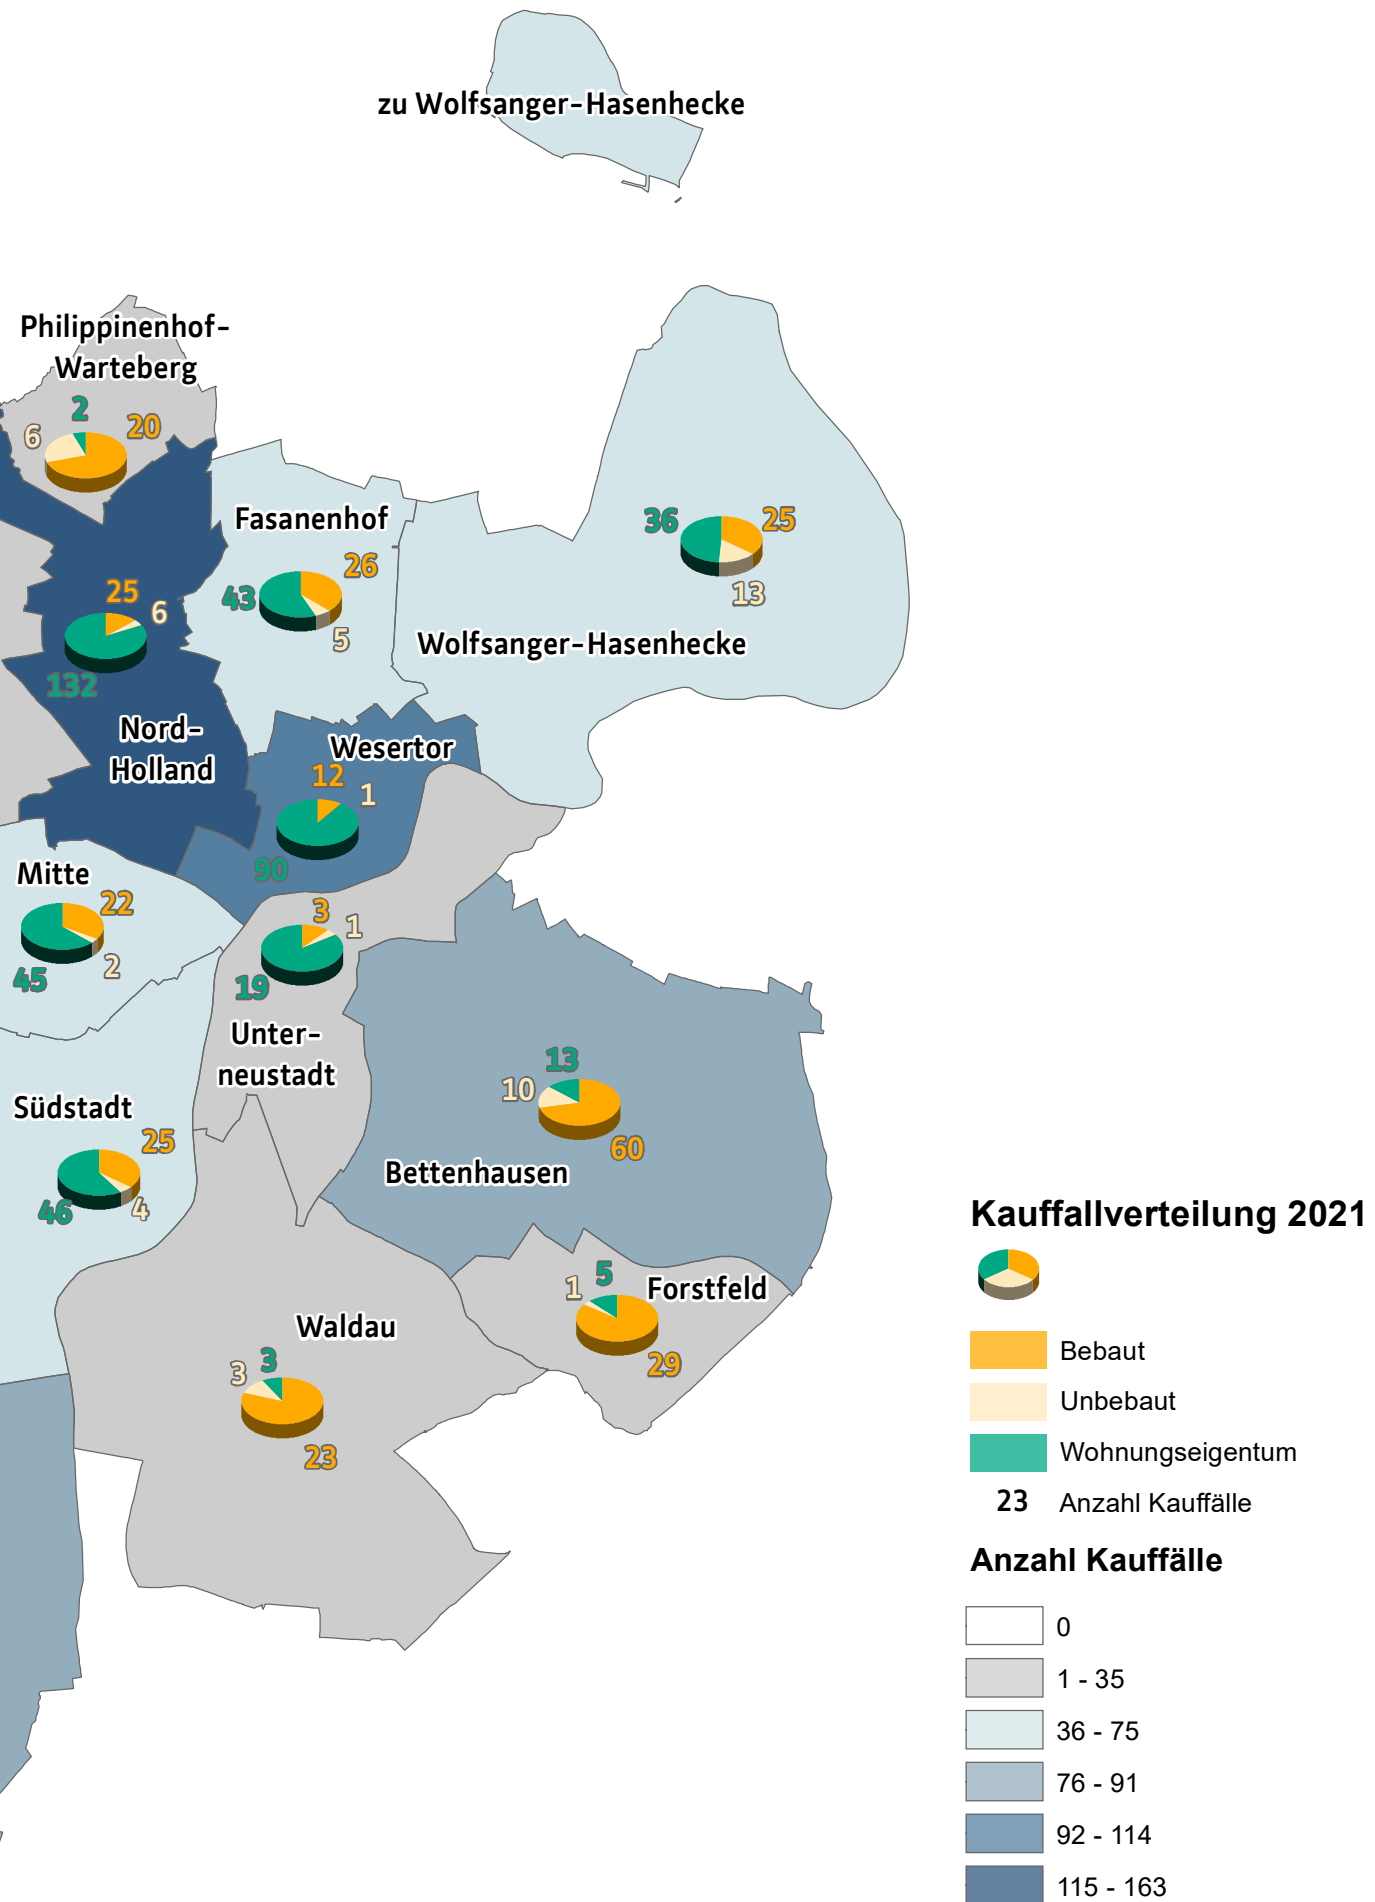 zu Wolfsanger-Hasenhecke
Philippinenhof-
Warteberg
2
20
6
Fasanenhof
26
43
5
36
25
13
Wolfsanger-Hasenhecke
25
6
132
Nord-
Holland
Wesertor
12
1
90
Mitte
22
2
45
3
1
19
Unter-
neustadt
13
10
60
Bettenhausen
Südstadt
25
46
4
5
1
Forstfeld
29
Waldau
3
3
23
Kauffallverteilung 2021
Bebaut
Unbebaut
Wohnungseigentum
23 Anzahl Kauffälle
Anzahl Kauffälle
0
1 - 35
36 - 75
76 - 91
92 - 114
115 - 163